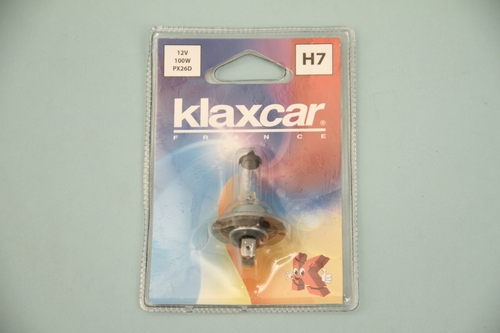 12V
100W
PX26D
H7
klaxcar®
FRANCE